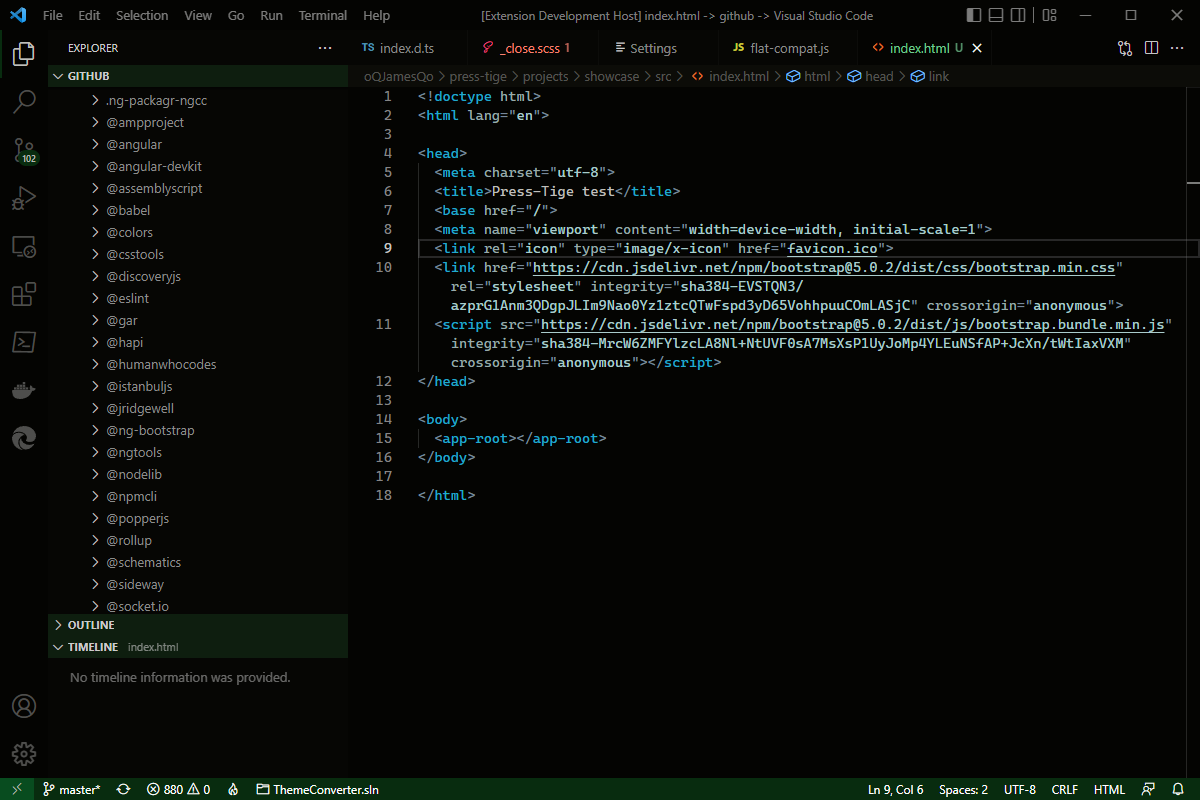 File Edit Selection View Go Run Terminal Help [Extension Development Host] index.html -> github -> Visual Studio Code
EXPLORER
TS index.d.ts _close.scss 1 Settings JS flat-compat.js <> index.html U
GITHUB
oQJamesQo > press-tige > projects > showcase > src > <> index.html > html > head > link
.ng-packagr-ngcc
@ampproject
@angular
@angular-devkit
@assemblyscript
@babel
@colors
@csstools
@discoveryjs
@eslint
@gar
@hapi
@humanwhocodes
@istanbuljs
@jridgewell
@ng-bootstrap
@ngtools
@nodelib
@npmcli
@popperjs
@rollup
@schematics
@sideway
@socket.io
OUTLINE
TIMELINE index.html
No timeline information was provided.
102
1 <!doctype html>
2 <html lang="en">
3
4 <head>
5 <meta charset="utf-8">
6 <title>Press-Tige test</title>
7 <base href="/">
8 <meta name="viewport" content="width=device-width, initial-scale=1">
9 <link rel="icon" type="image/x-icon" href="favicon.ico">
10 <link href="https://cdn.jsdelivr.net/npm/bootstrap@5.0.2/dist/css/bootstrap.min.css"
rel="stylesheet" integrity="sha384-EVSTQN3/
azprG1Anm3QDgpJLIm9Nao0Yz1ztcQTwFspd3yD65VohhpuuCOmLASjC" crossorigin="anonymous">
11 <script src="https://cdn.jsdelivr.net/npm/bootstrap@5.0.2/dist/js/bootstrap.bundle.min.js"
integrity="sha384-MrcW6ZMFYlzcLA8Nl+NtUVF0sA7MsXsP1UyJoMp4YLEuNSfAP+JcXn/tWtIaxVXM"
crossorigin="anonymous"></script>
12 </head>
13
14 <body>
15 <app-root></app-root>
16 </body>
17
18 </html>
master* 880 0 ThemeConverter.sln Ln 9, Col 6 Spaces: 2 UTF-8 CRLF HTML